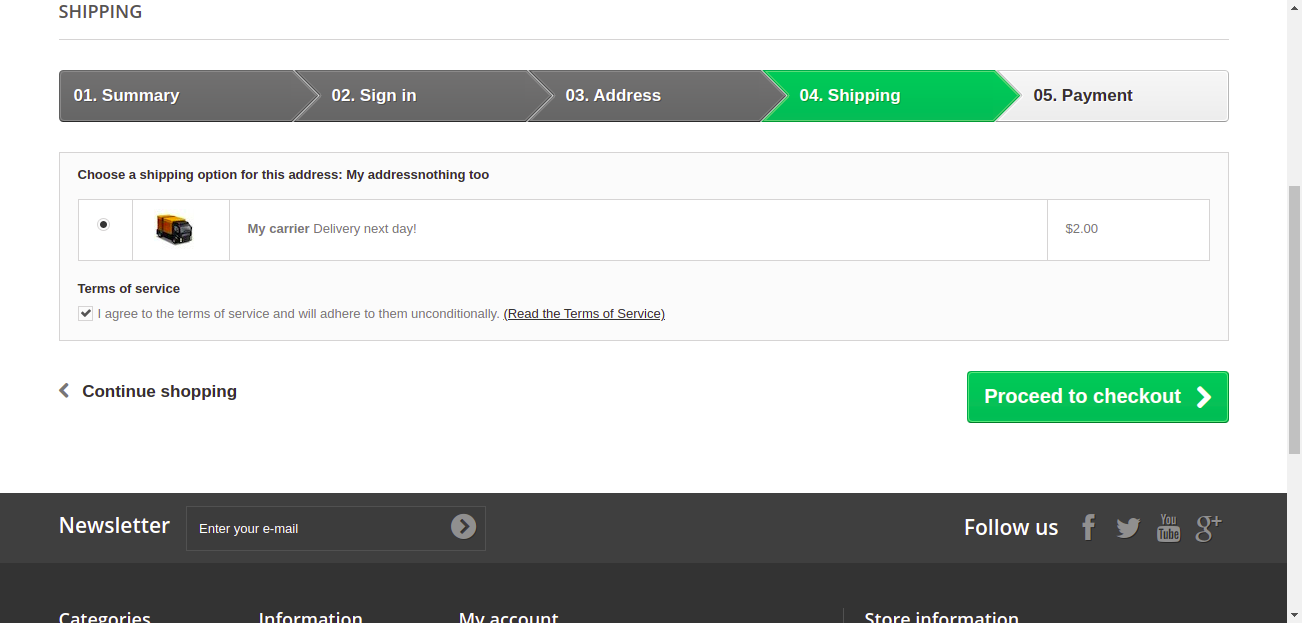 SHIPPING
01. Summary
02. Sign in
03. Address
04. Shipping
05. Payment
Choose a shipping option for this address: My addressnothing too
My carrier Delivery next day!
$2.00
Terms of service
I agree to the terms of service and will adhere to them unconditionally. (Read the Terms of Service)
Continue shopping
Proceed to checkout
Newsletter
Enter your e-mail
Follow us
You
Tube
g+
Categories
Information
My account
Store information